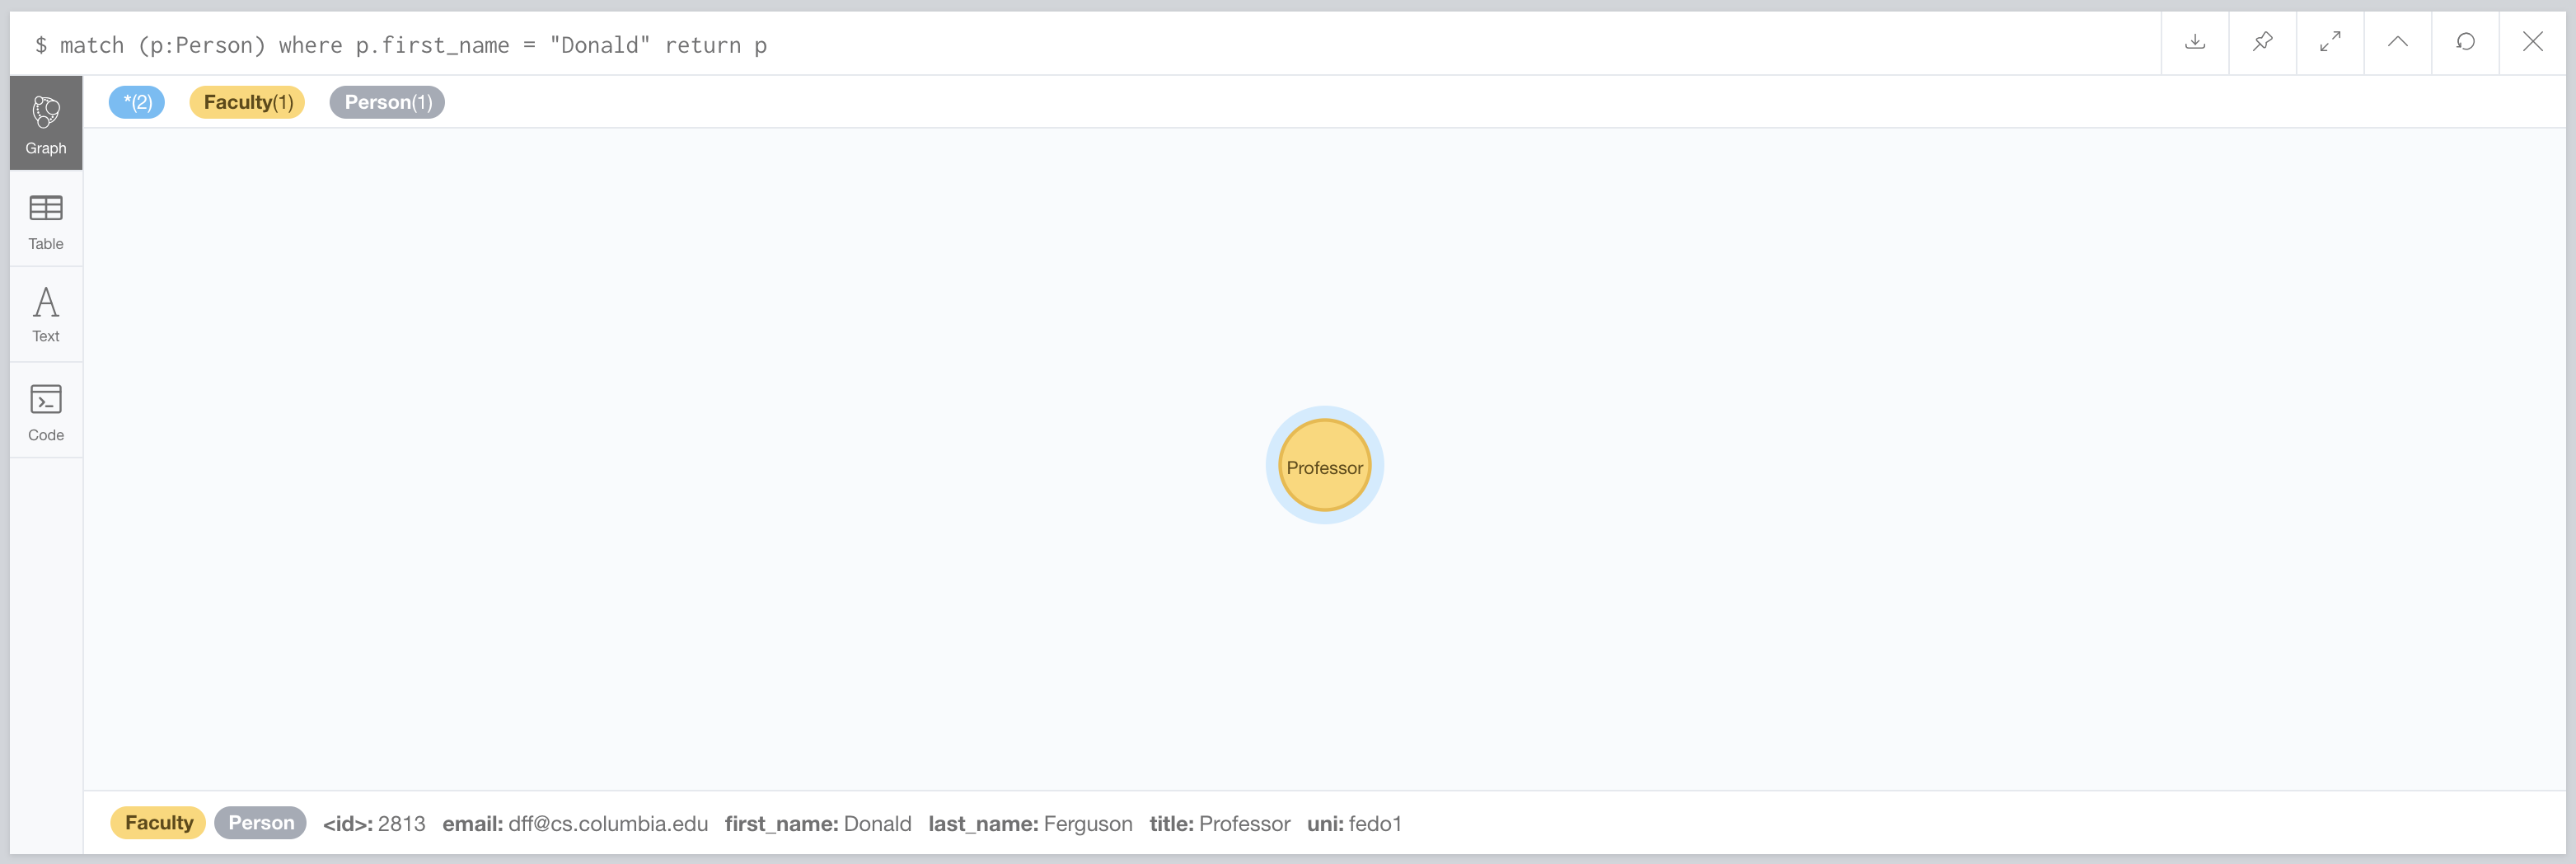 $ match (p:Person) where p.first_name = "Donald" return p
*(2) Faculty(1) Person(1)
Graph
Table
Text
Code
Professor
Faculty Person <id>: 2813 email: dff@cs.columbia.edu first_name: Donald last_name: Ferguson title: Professor uni: fedo1